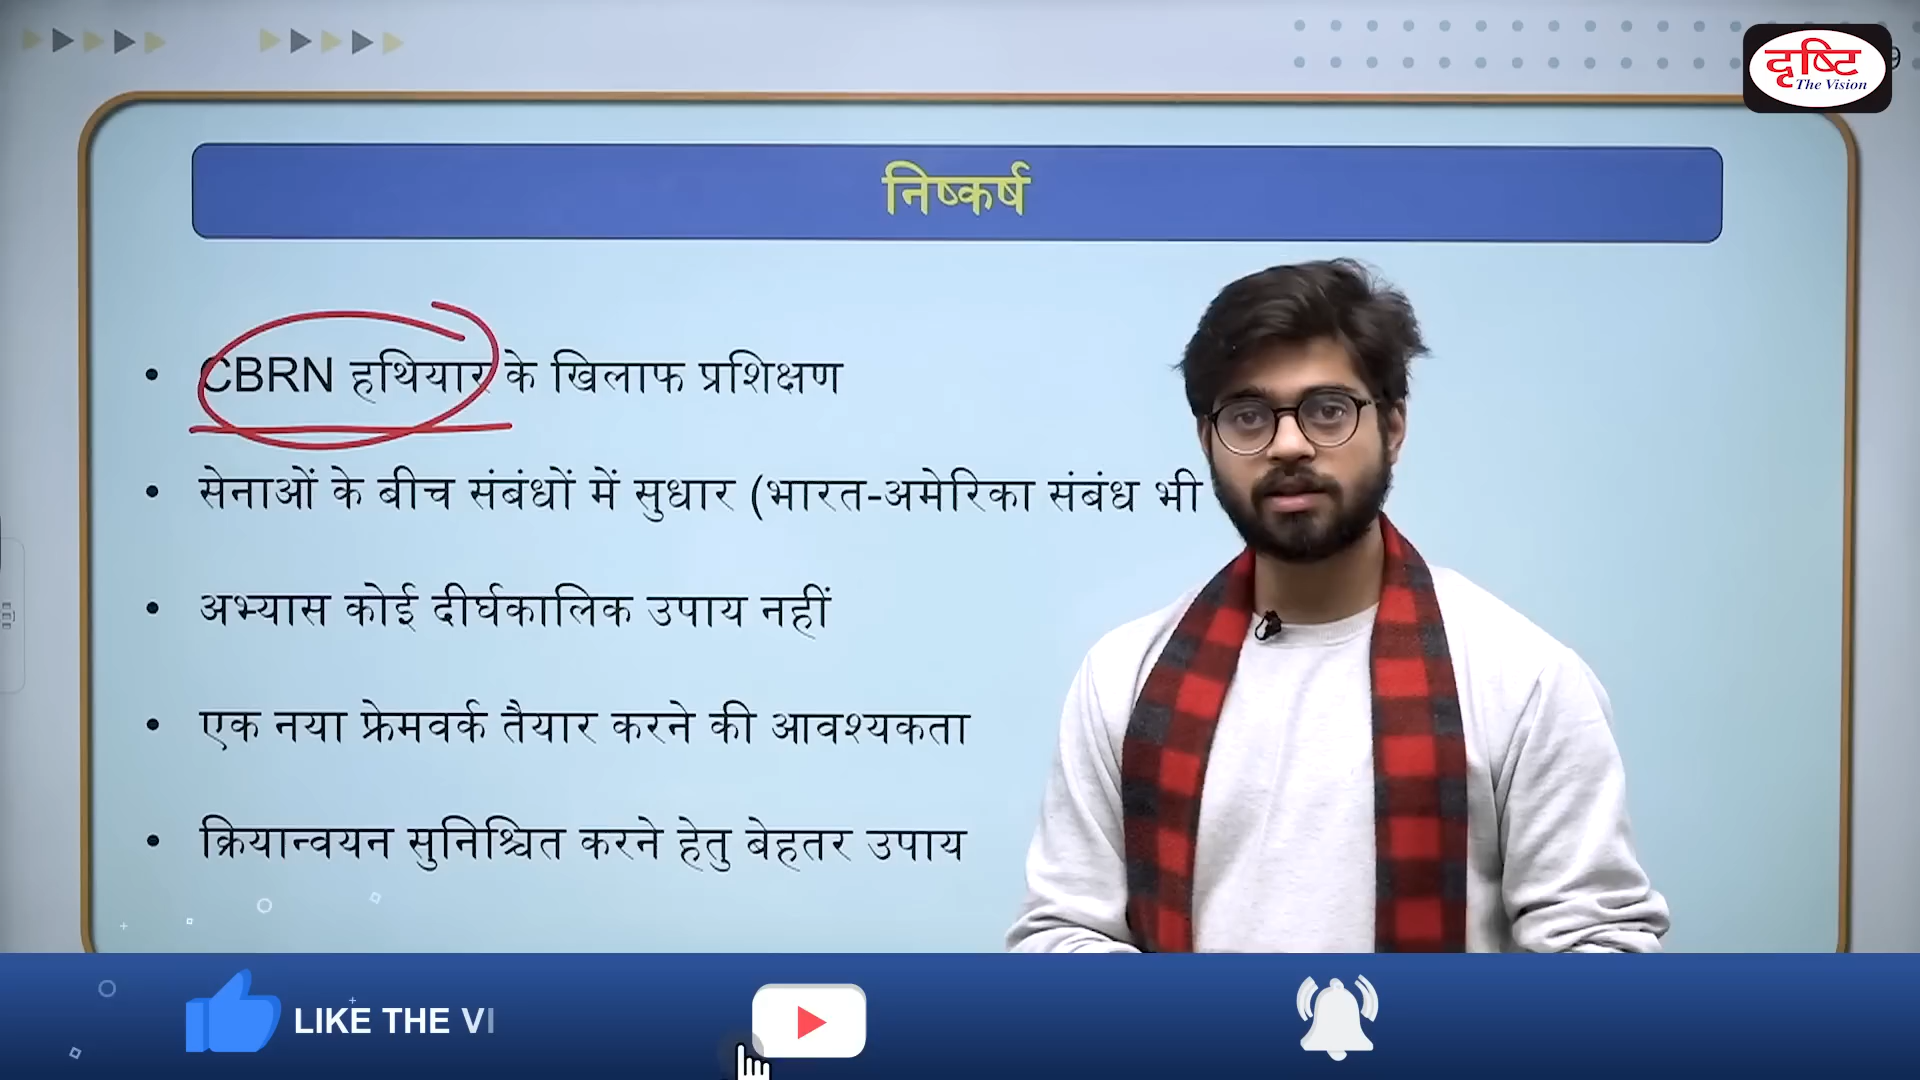 दृष्टि
The Vision
9
निष्कर्ष
• CBRN हथियार के खिलाफ प्रशिक्षण
• सेनाओं के बीच संबंधों में सुधार (भारत-अमेरिका संबंध भी
• अभ्यास कोई दीर्घकालिक उपाय नहीं
• एक नया फ्रेमवर्क तैयार करने की आवश्यकता
• क्रियान्वयन सुनिश्चित करने हेतु बेहतर उपाय
LIKE THE VI